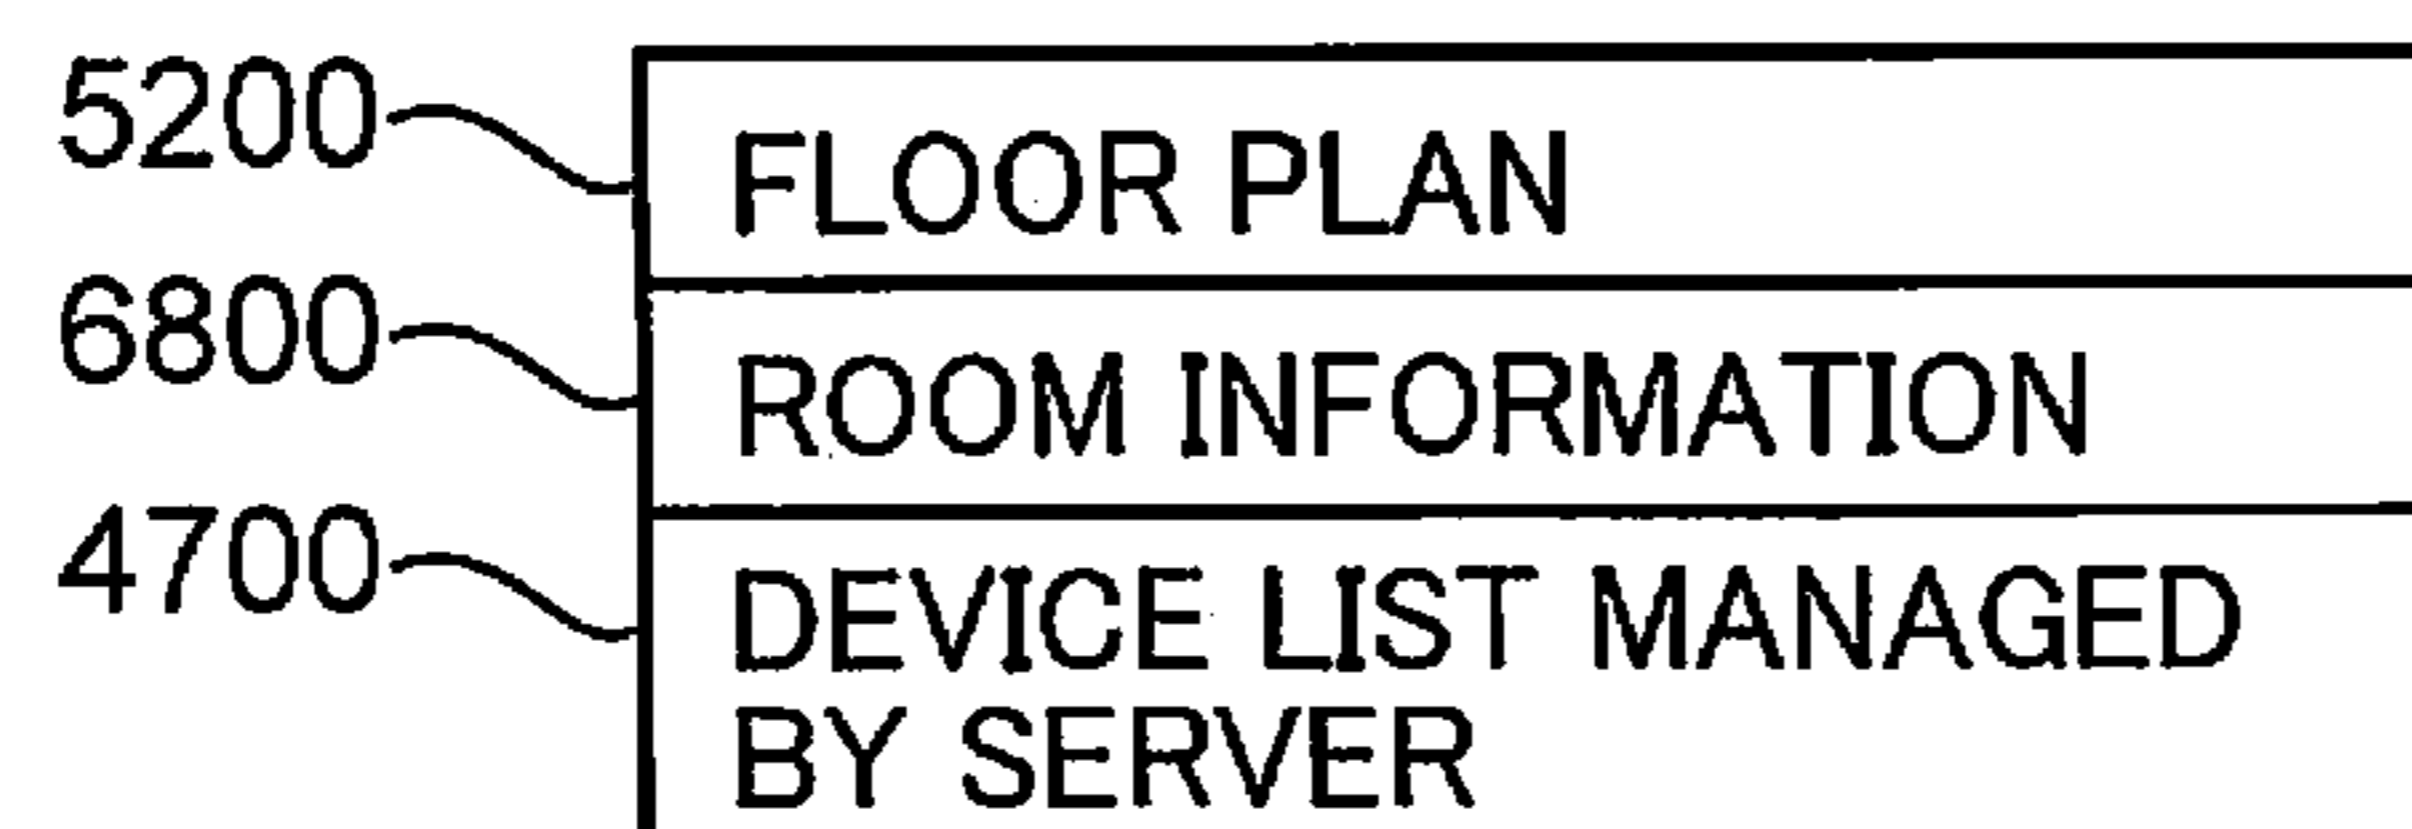 5200 FLOOR PLAN
6800 ROOM INFORMATION
4700 DEVICE LIST MANAGED
BY SERVER